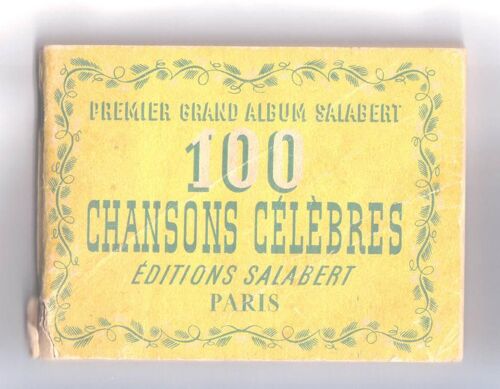 PREMIER GRAND ALBUM SALABERT
100
CHANSONS CÉLÈBRES
ÉDITIONS SALABERT
PARIS